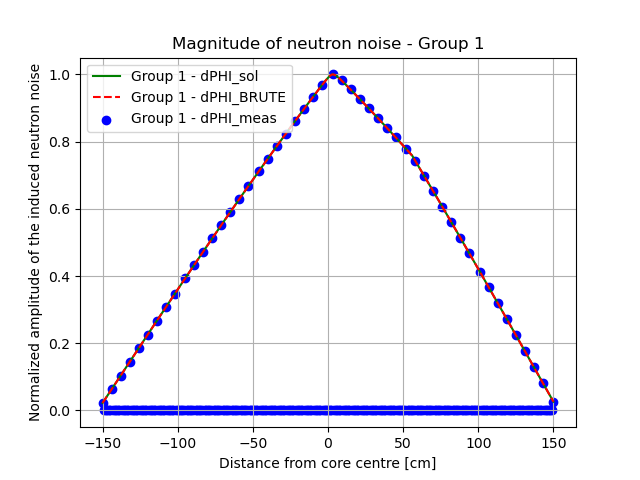 Magnitude of neutron noise - Group 1
Normalized amplitude of the induced neutron noise
1.0
0.8
0.6
0.4
0.2
0.0
Group 1 - dPHI_sol
Group 1 - dPHI_BRUTE
Group 1 - dPHI_meas
−150
−100
−50
0
50
100
150
Distance from core centre [cm]